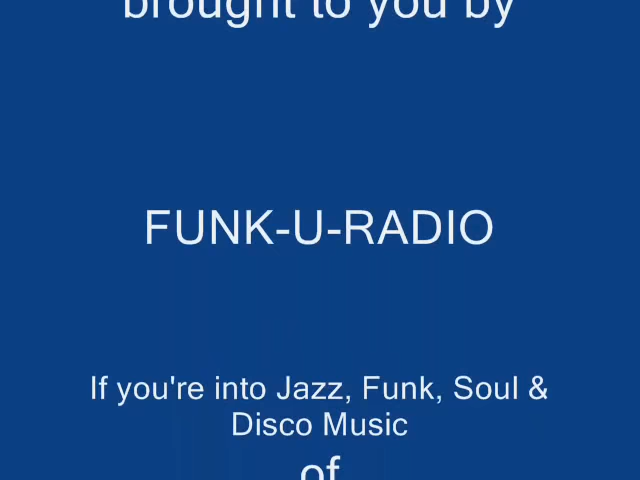 brought to you by
FUNK-U-RADIO
If you're into Jazz, Funk, Soul &
Disco Music
of